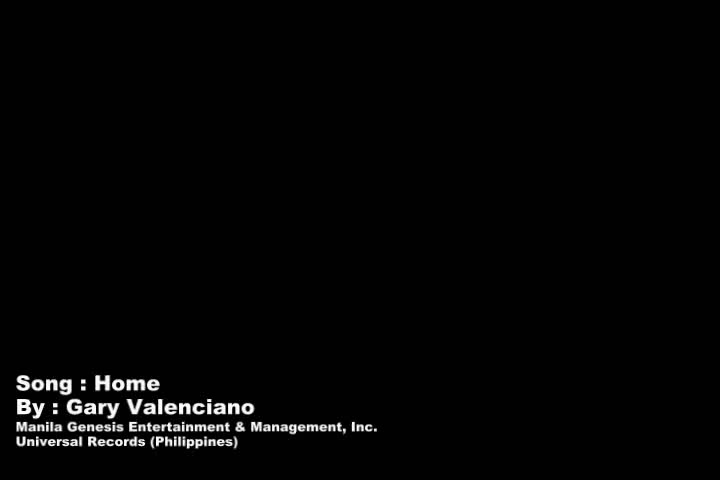 Song : Home
By : Gary Valenciano
Manila Genesis Entertainment & Management, Inc.
Universal Records (Philippines)